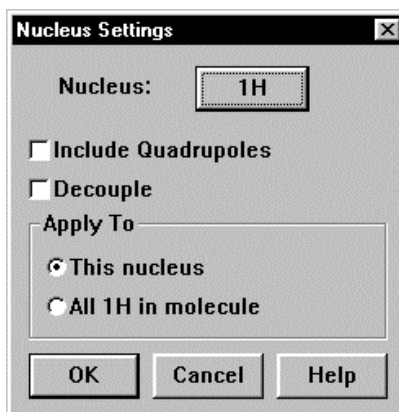 Nucleus Settings
Nucleus: 1H
Include Quadrupoles
Decouple
Apply To
This nucleus
All 1H in molecule
OK Cancel Help